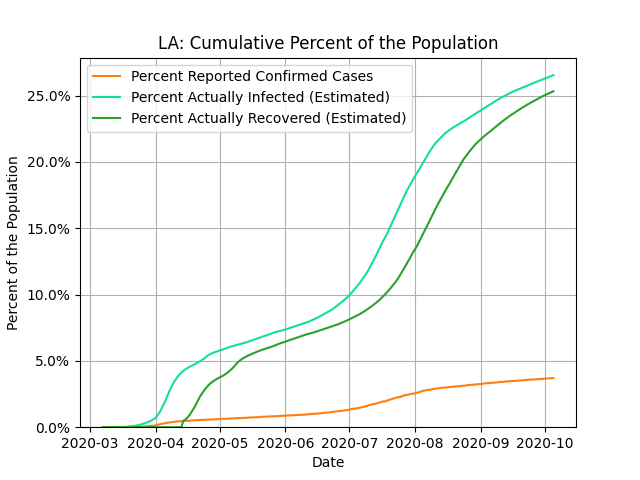 LA: Cumulative Percent of the Population
Percent Reported Confirmed Cases
Percent Actually Infected (Estimated)
Percent Actually Recovered (Estimated)
25.0%
20.0%
15.0%
10.0%
5.0%
0.0%
Percent of the Population
2020-03 2020-04 2020-05 2020-06 2020-07 2020-08 2020-09 2020-10
Date